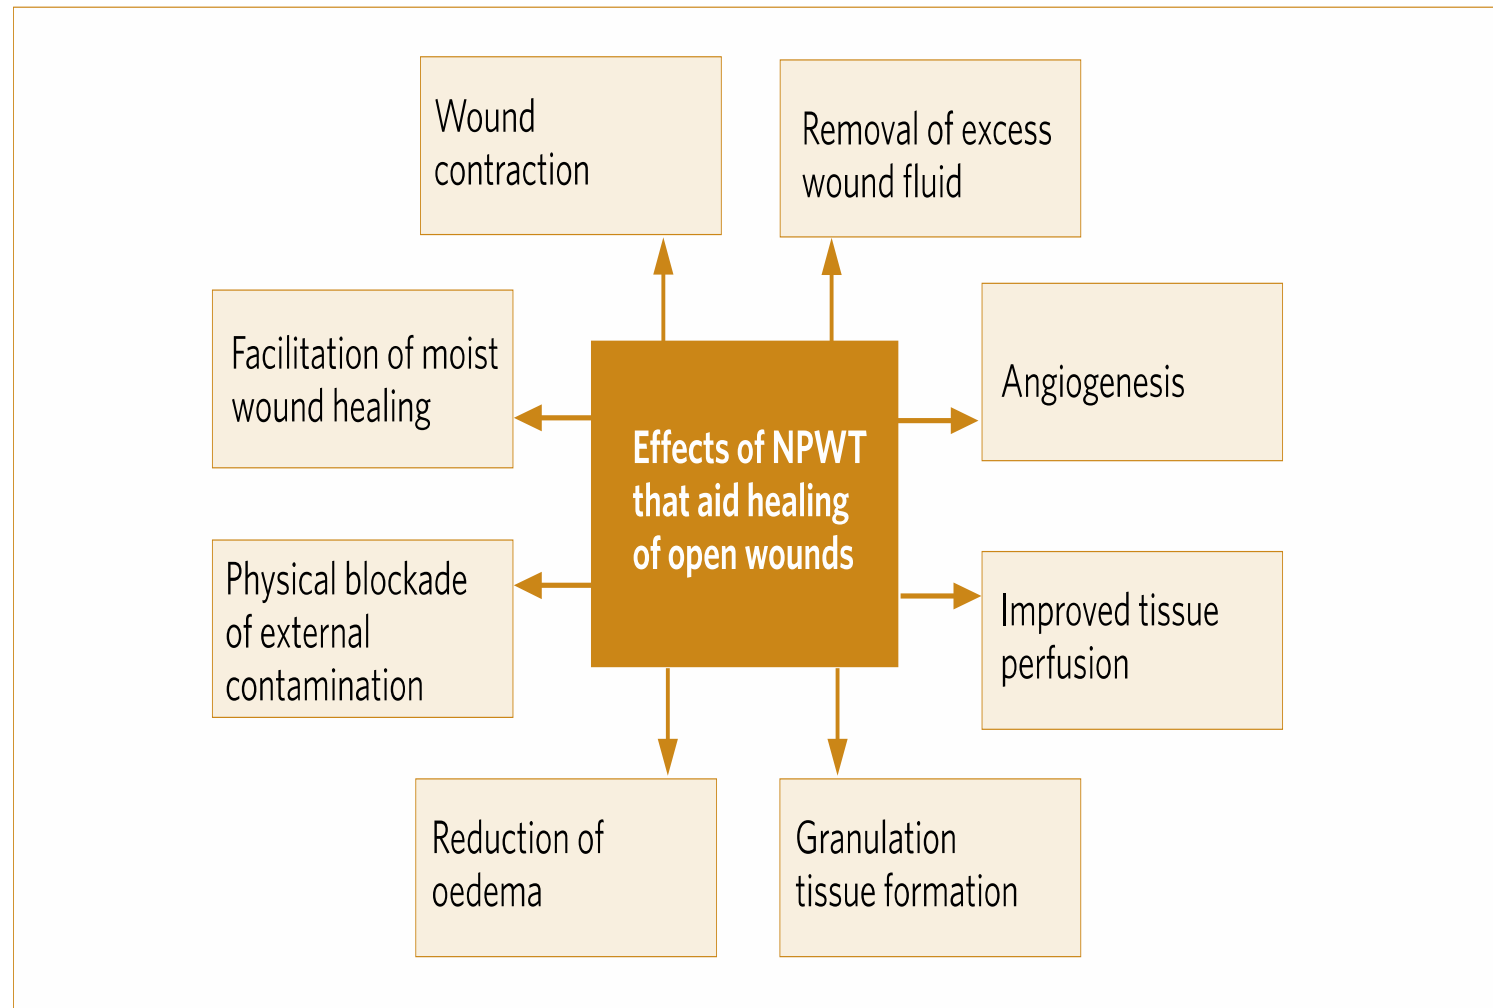 Wound
contraction
Removal of excess
wound fluid
Facilitation of moist
wound healing
Angiogenesis
Effects of NPWT
that aid healing
of open wounds
Physical blockade
of external
contamination
Improved tissue
perfusion
Reduction of
oedema
Granulation
tissue formation